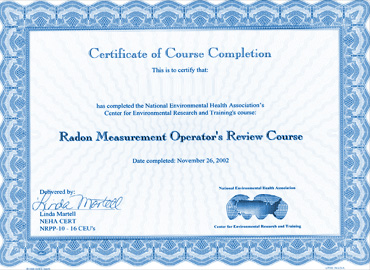 Certificate of Course Completion
This is to certify that:
has completed the National Environmental Health Association's
Center for Environmental Research and Training's course:
Radon Measurement Operator's Review Course
Date completed: November 26, 2002
Delivered by:
Linda Martell
Linda Martell
NEHA CERT
NRPP-10 - 16 CEU's
National Environmental Health Association
Center for Environmental Research and Training